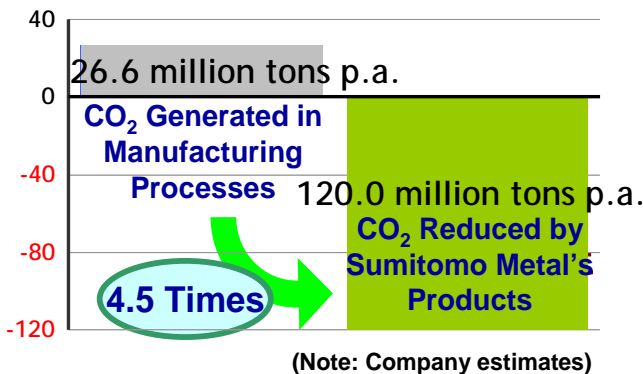 40
26.6 million tons p.a.
0
CO₂ Generated in
Manufacturing
Processes
-40
120.0 million tons p.a.
CO₂ Reduced by
Sumitomo Metal's
Products
-80
4.5 Times
-120
(Note: Company estimates)